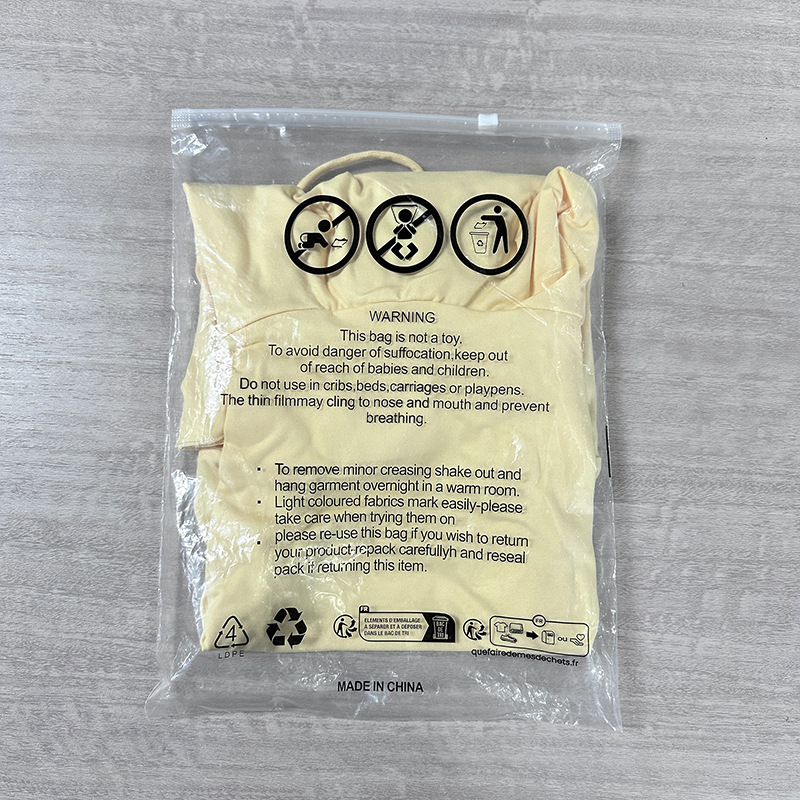 WARNING
This bag is not a toy.
To avoid danger of suffocation,keep out
of reach of babies and children.
Do not use in cribs,beds,carriages or playpens.
The thin filmmay cling to nose and mouth and prevent
breathing.
· To remove minor creasing shake out and
hang garment overnight in a warm room.
· Light coloured fabrics mark easily-please
take care when trying them on
· please re-use this bag if you wish to return
your product-repack carefullyh and reseal
pack if returning this item.
4
LDPE
FR
ELEMENTS D'EMBALLAGE
À SÉPARER ET À DÉPOSER
DANS LE BAC DE TRI
BAC
DE
TRI
FR
OU
quefairedemesdechets.fr
MADE IN CHINA